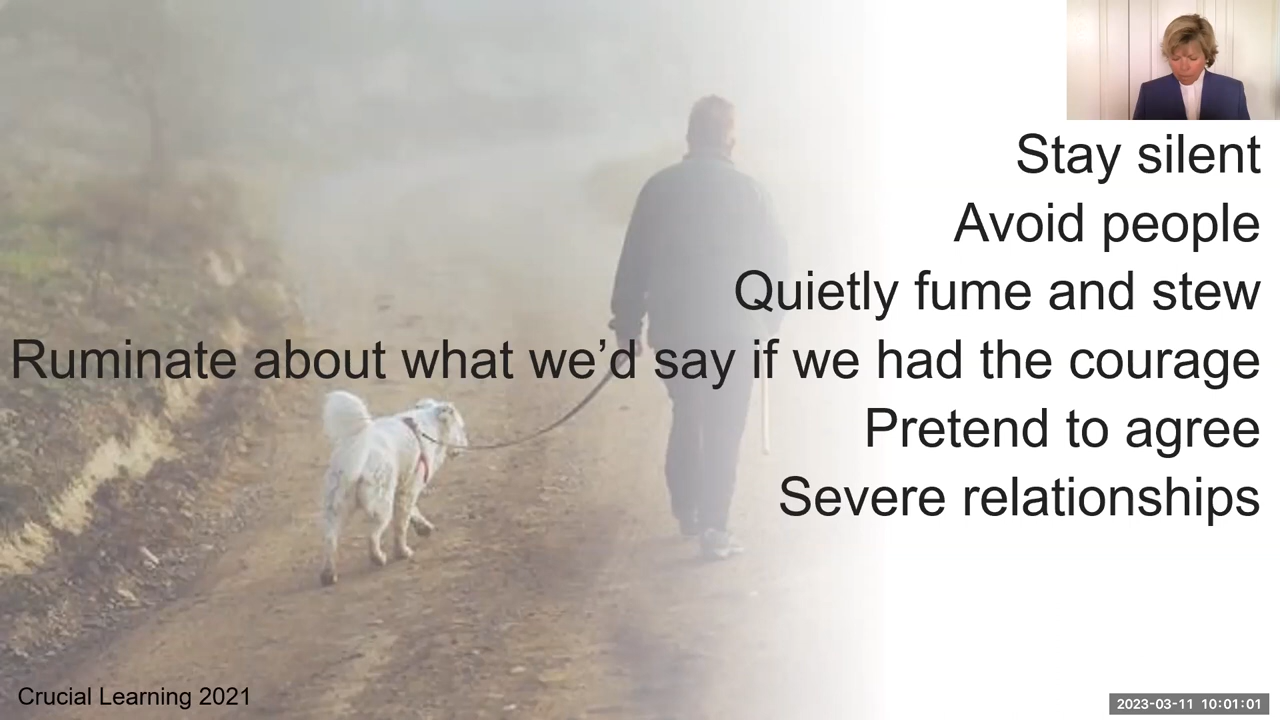 Stay silent
Avoid people
Quietly fume and stew
Ruminate about what we’d say if we had the courage
Pretend to agree
Severe relationships
Crucial Learning 2021
2023-03-11 10:01:01